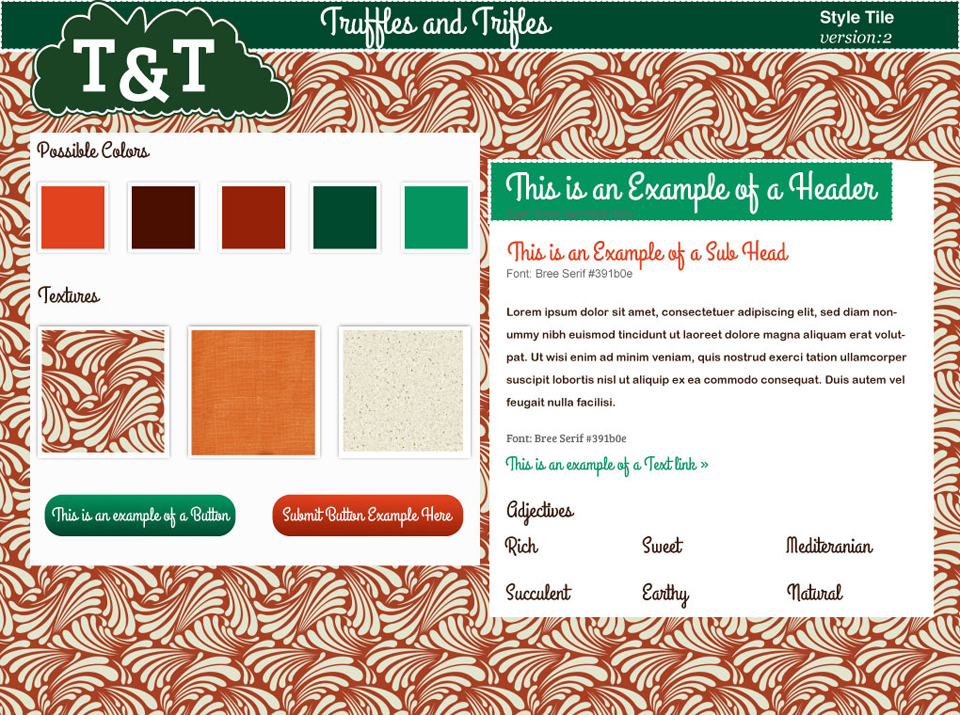 T&T
Truffles and Trifles
Style Tile
version:2
Possible Colors
Textures
This is an example of a Button
Submit Button Example Here
This is an Example of a Header
This is an Example of a Sub Head
Font: Bree Serif #391b0e
Lorem ipsum dolor sit amet, consectetuer adipiscing elit, sed diam non-
ummy nibh euismod tincidunt ut laoreet dolore magna aliquam erat volut-
pat. Ut wisi enim ad minim veniam, quis nostrud exerci tation ullamcorper
suscipit lobortis nisl ut aliquip ex ea commodo consequat. Duis autem vel
feugait nulla facilisi.
Font: Bree Serif #391b0e
This is an example of a Text link »
Adjectives
Rich Sweet Mediteranian
Succulent Earthy Natural